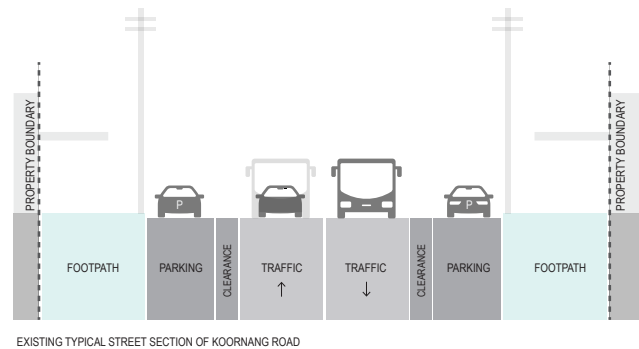 PROPERTY BOUNDARY
P
P
PROPERTY BOUNDARY
FOOTPATH
PARKING
CLEARANCE
TRAFFIC
TRAFFIC
CLEARANCE
PARKING
FOOTPATH
EXISTING TYPICAL STREET SECTION OF KOORNANG ROAD